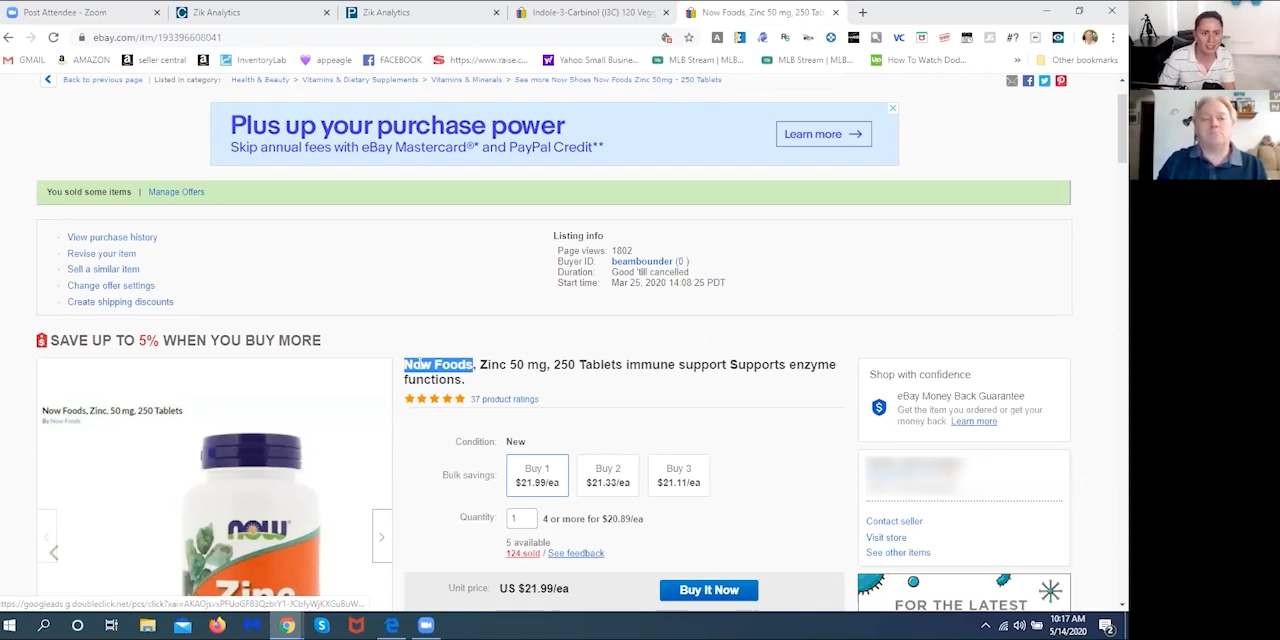 Post Attendee - Zoom
Zik Analytics
Zik Analytics
Indole-3-Carbinol (I3C) 120 Vegg
Now Foods, Zinc 50 mg, 250 Tab
ebay.com/itm/193396608041
GMAIL
AMAZON
seller central
InventoryLab
appeagle
FACEBOOK
https://www.raise.c...
Yahoo Small Busine...
MLB Stream | MLB...
MLB Stream | MLB...
How To Watch Dod...
Other bookmarks
Back to previous page | Listed in category: Health & Beauty > Vitamins & Dietary Supplements > Vitamins & Minerals > See more Now Shoes Now Foods Zinc 50mg - 250 Tablets
Plus up your purchase power
Skip annual fees with eBay Mastercard®* and PayPal Credit**
Learn more →
You sold some items | Manage Offers
View purchase history
Revise your item
Sell a similar item
Change offer settings
Create shipping discounts
Listing info
Page views: 1802
Buyer ID: beambounder (0 )
Duration: Good 'till cancelled
Start time: Mar 25, 2020 14:08:25 PDT
SAVE UP TO 5% WHEN YOU BUY MORE
Now Foods, Zinc, 50 mg, 250 Tablets
By Now Foods
NOW
Zinc
Now Foods, Zinc 50 mg, 250 Tablets immune support Supports enzyme
functions.
37 product ratings
Condition: New
Bulk savings:
Buy 1
$21.99/ea
Buy 2
$21.33/ea
Buy 3
$21.11/ea
Quantity: 1 4 or more for $20.89/ea
5 available
124 sold / See feedback
Unit price: US $21.99/ea
Buy It Now
Shop with confidence
eBay Money Back Guarantee
Get the item you ordered or get your
money back. Learn more
Contact seller
Visit store
See other items
FOR THE LATEST
10:17 AM
5/14/2020